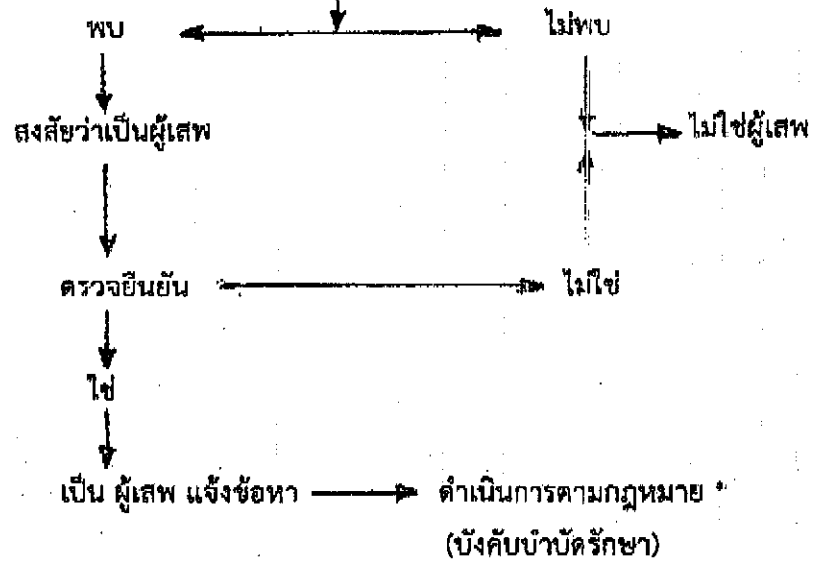 พบ ไม่พบ
สงสัยว่าเป็นผู้เสพ ไม่ใช่ผู้เสพ
ตรวจยืนยัน ไม่ใช่
ใช่
เป็น ผู้เสพ แจ้งข้อหา ดำเนินการตามกฎหมาย
(บังคับบำบัดรักษา)